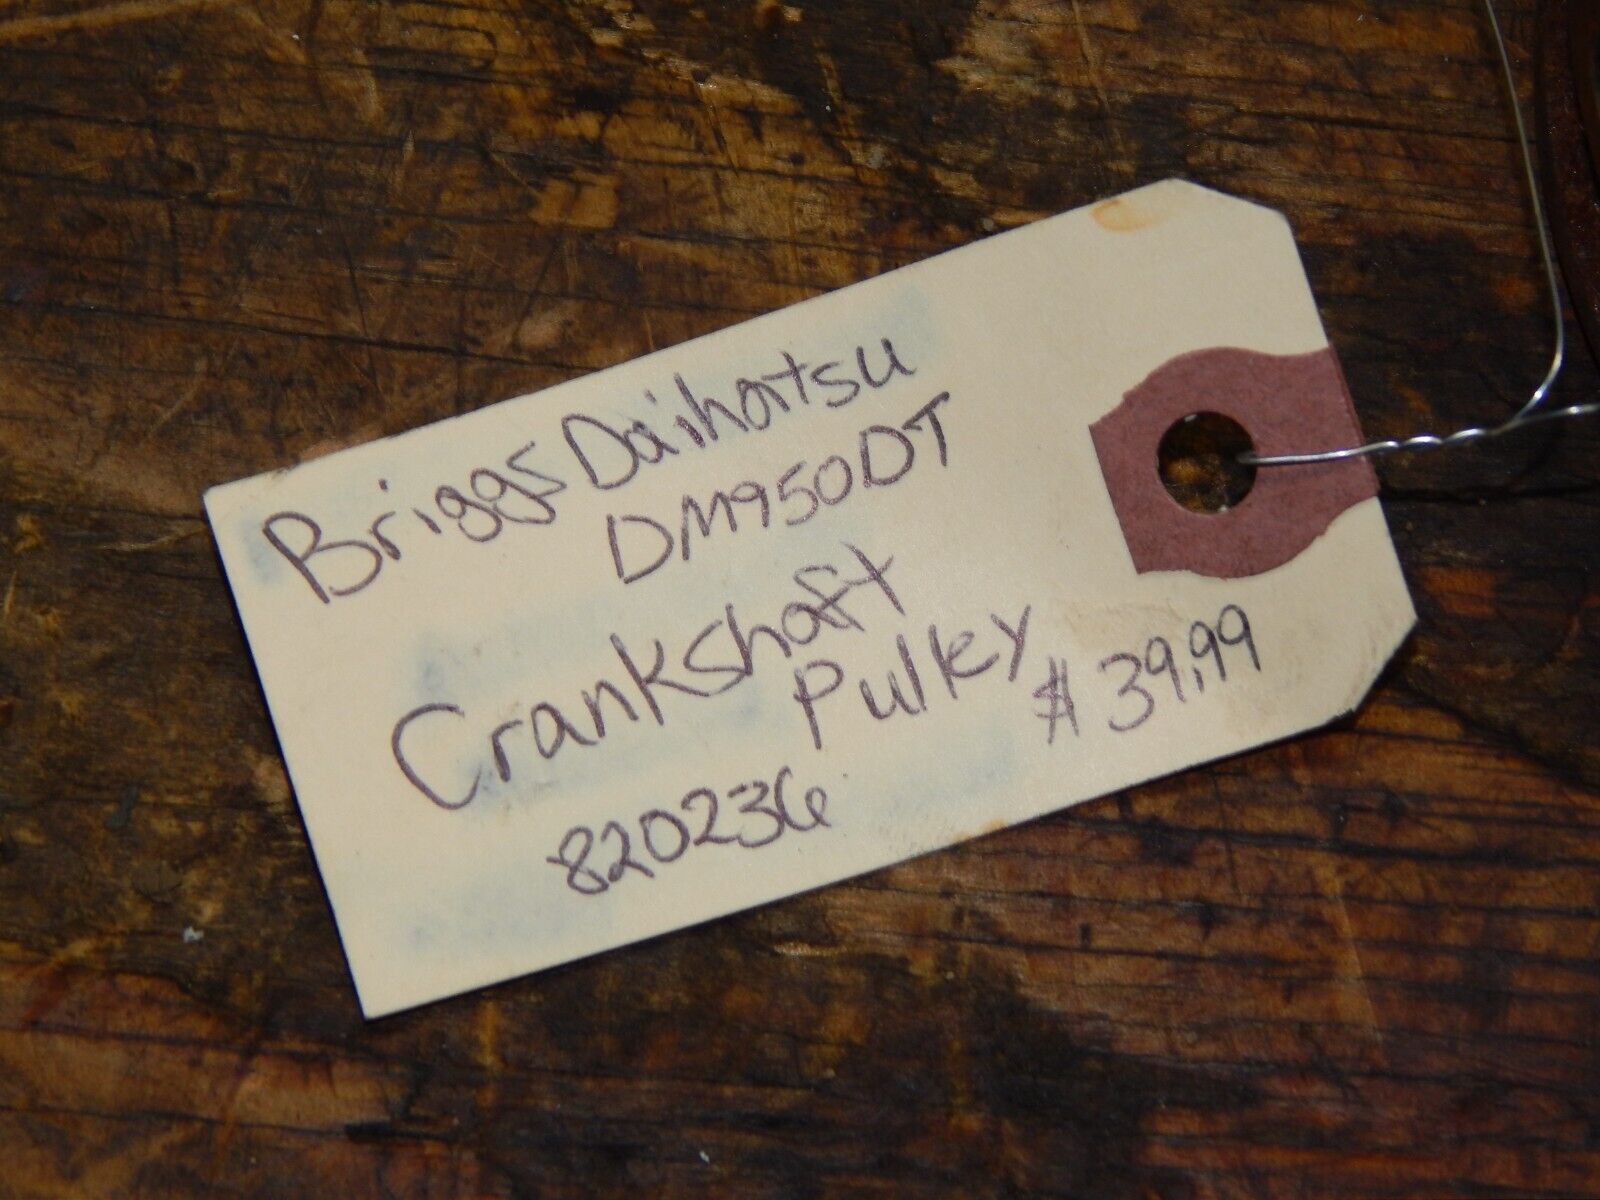 Briggs Daihatsu
DM950DT
Crankshaft
Pulley
$39.99
820236